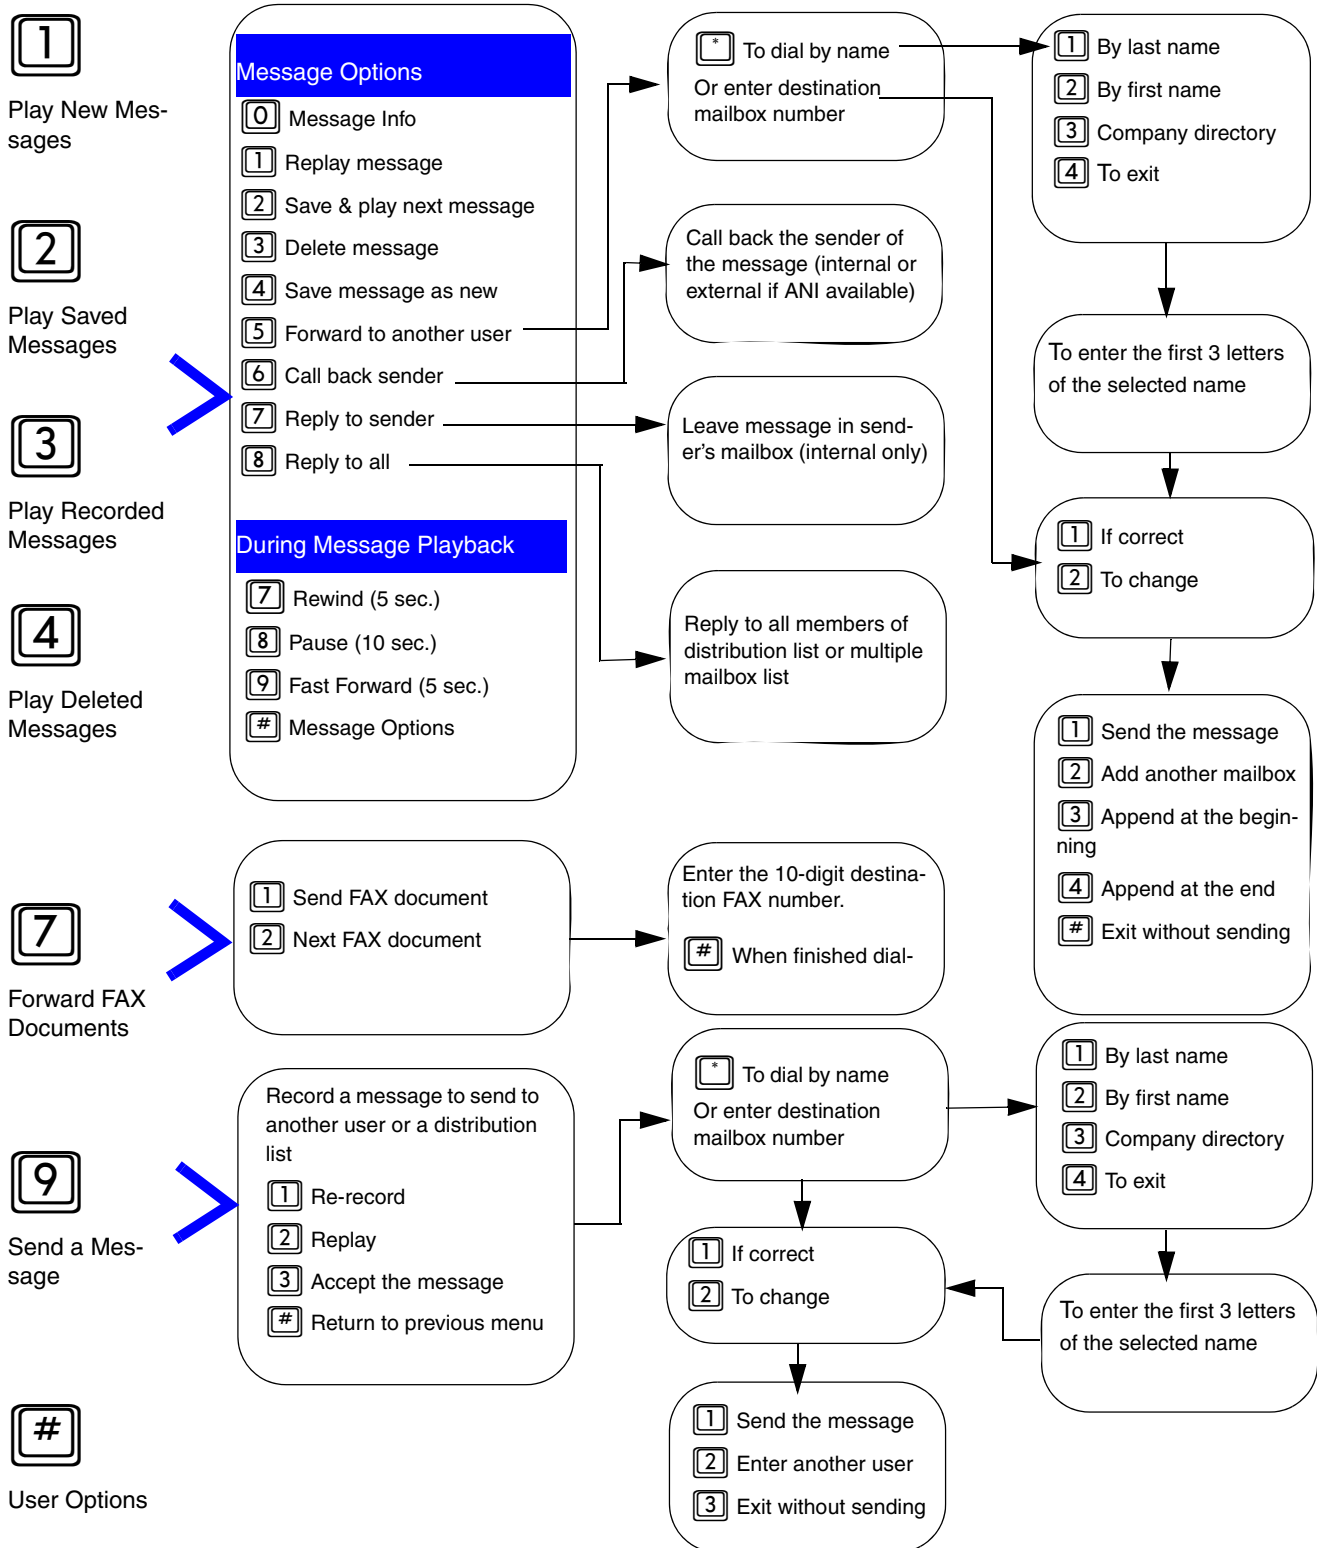 1
Play New Mes-
sages
2
Play Saved
Messages
3
Play Recorded
Messages
4
Play Deleted
Messages
Message Options
0 Message Info
1 Replay message
2 Save & play next message
3 Delete message
4 Save message as new
5 Forward to another user
6 Call back sender
7 Reply to sender
8 Reply to all
During Message Playback
7 Rewind (5 sec.)
8 Pause (10 sec.)
9 Fast Forward (5 sec.)
# Message Options
* To dial by name
Or enter destination
mailbox number
Call back the sender of
the message (internal or
external if ANI available)
Leave message in send-
er's mailbox (internal only)
Reply to all members of
distribution list or multiple
mailbox list
1 By last name
2 By first name
3 Company directory
4 To exit
To enter the first 3 letters
of the selected name
1 If correct
2 To change
1 Send the message
2 Add another mailbox
3 Append at the begin-
ning
4 Append at the end
# Exit without sending
7
Forward FAX
Documents
1 Send FAX document
2 Next FAX document
Enter the 10-digit destina-
tion FAX number.
# When finished dial-
9
Send a Mes-
sage
Record a message to send to
another user or a distribution
list
1 Re-record
2 Replay
3 Accept the message
# Return to previous menu
* To dial by name
Or enter destination
mailbox number
1 By last name
2 By first name
3 Company directory
4 To exit
To enter the first 3 letters
of the selected name
1 If correct
2 To change
1 Send the message
2 Enter another user
3 Exit without sending
#
User Options